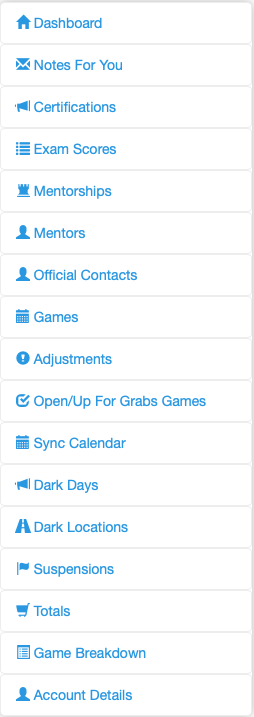 Dashboard
Notes For You
Certifications
Exam Scores
Mentorships
Mentors
Official Contacts
Games
Adjustments
Open/Up For Grabs Games
Sync Calendar
Dark Days
Dark Locations
Suspensions
Totals
Game Breakdown
Account Details